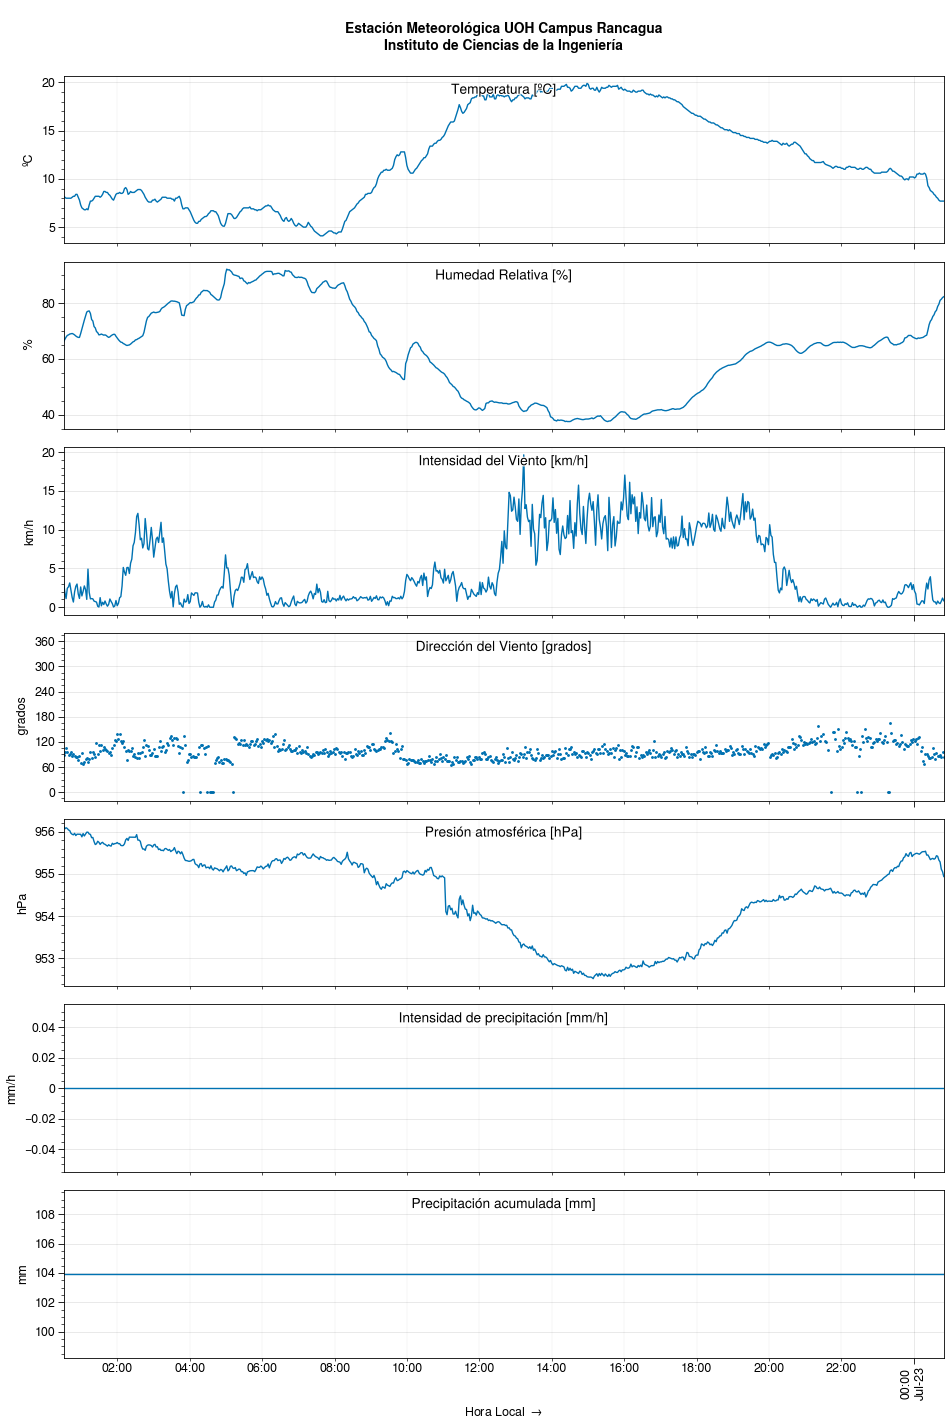 Estación Meteorológica UOH Campus Rancagua
Instituto de Ciencias de la Ingeniería
Temperatura [ºC]
20
15
10
5
ºC
Humedad Relativa [%]
80
60
40
%
Intensidad del Viento [km/h]
20
15
10
5
0
km/h
Dirección del Viento [grados]
360
300
240
180
120
60
0
grados
Presión atmosférica [hPa]
956
955
954
953
hPa
Intensidad de precipitación [mm/h]
0.04
0.02
0
−0.02
−0.04
mm/h
Precipitación acumulada [mm]
108
106
104
102
100
mm
02:00 04:00 06:00 08:00 10:00 12:00 14:00 16:00 18:00 20:00 22:00 00:00
Jul-23
Hora Local →